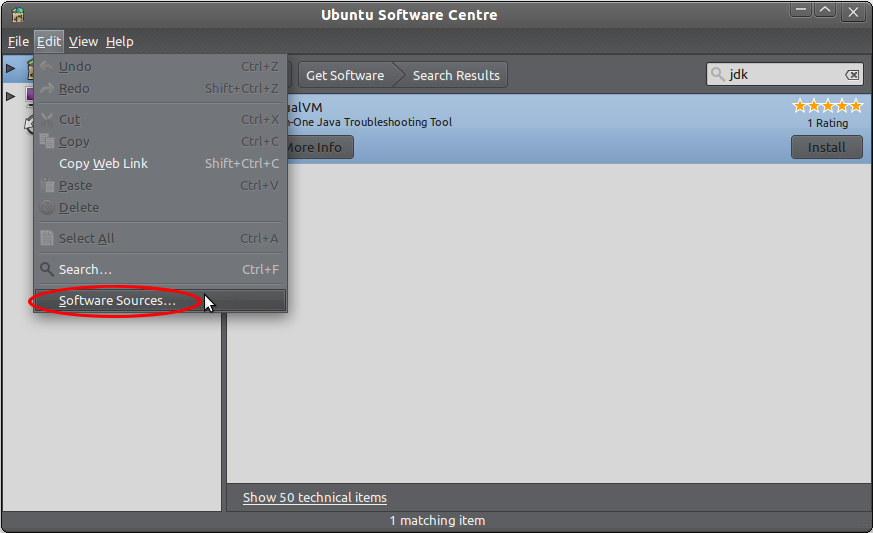 Ubuntu Software Centre
File Edit View Help
Undo Ctrl+Z
Redo Shift+Ctrl+Z
Cut Ctrl+X
Copy Ctrl+C
Copy Web Link Shift+Ctrl+C
Paste Ctrl+V
Delete
Select All Ctrl+A
Search... Ctrl+F
Software Sources...
Get Software Search Results
jdk
ualVM
-One Java Troubleshooting Tool
1 Rating
More Info
Install
Show 50 technical items
1 matching item